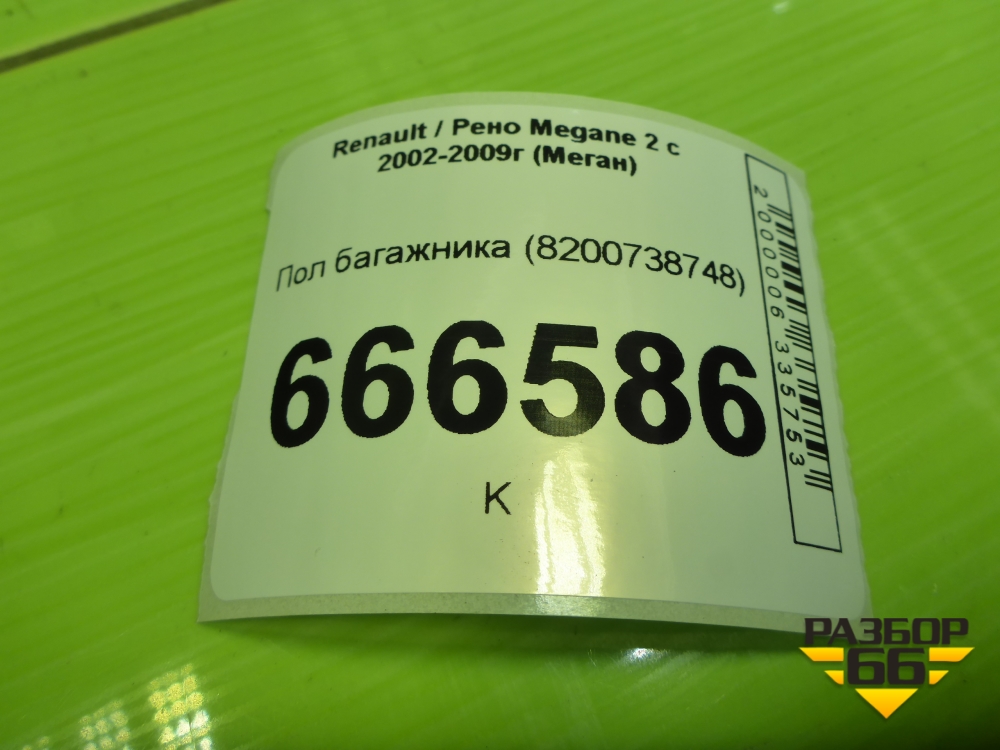 Renault / Рено Megane 2 с
2002-2009г (Меган)
Пол багажника (8200738748)
666586
К
2000006335753
РАЗБОР
66